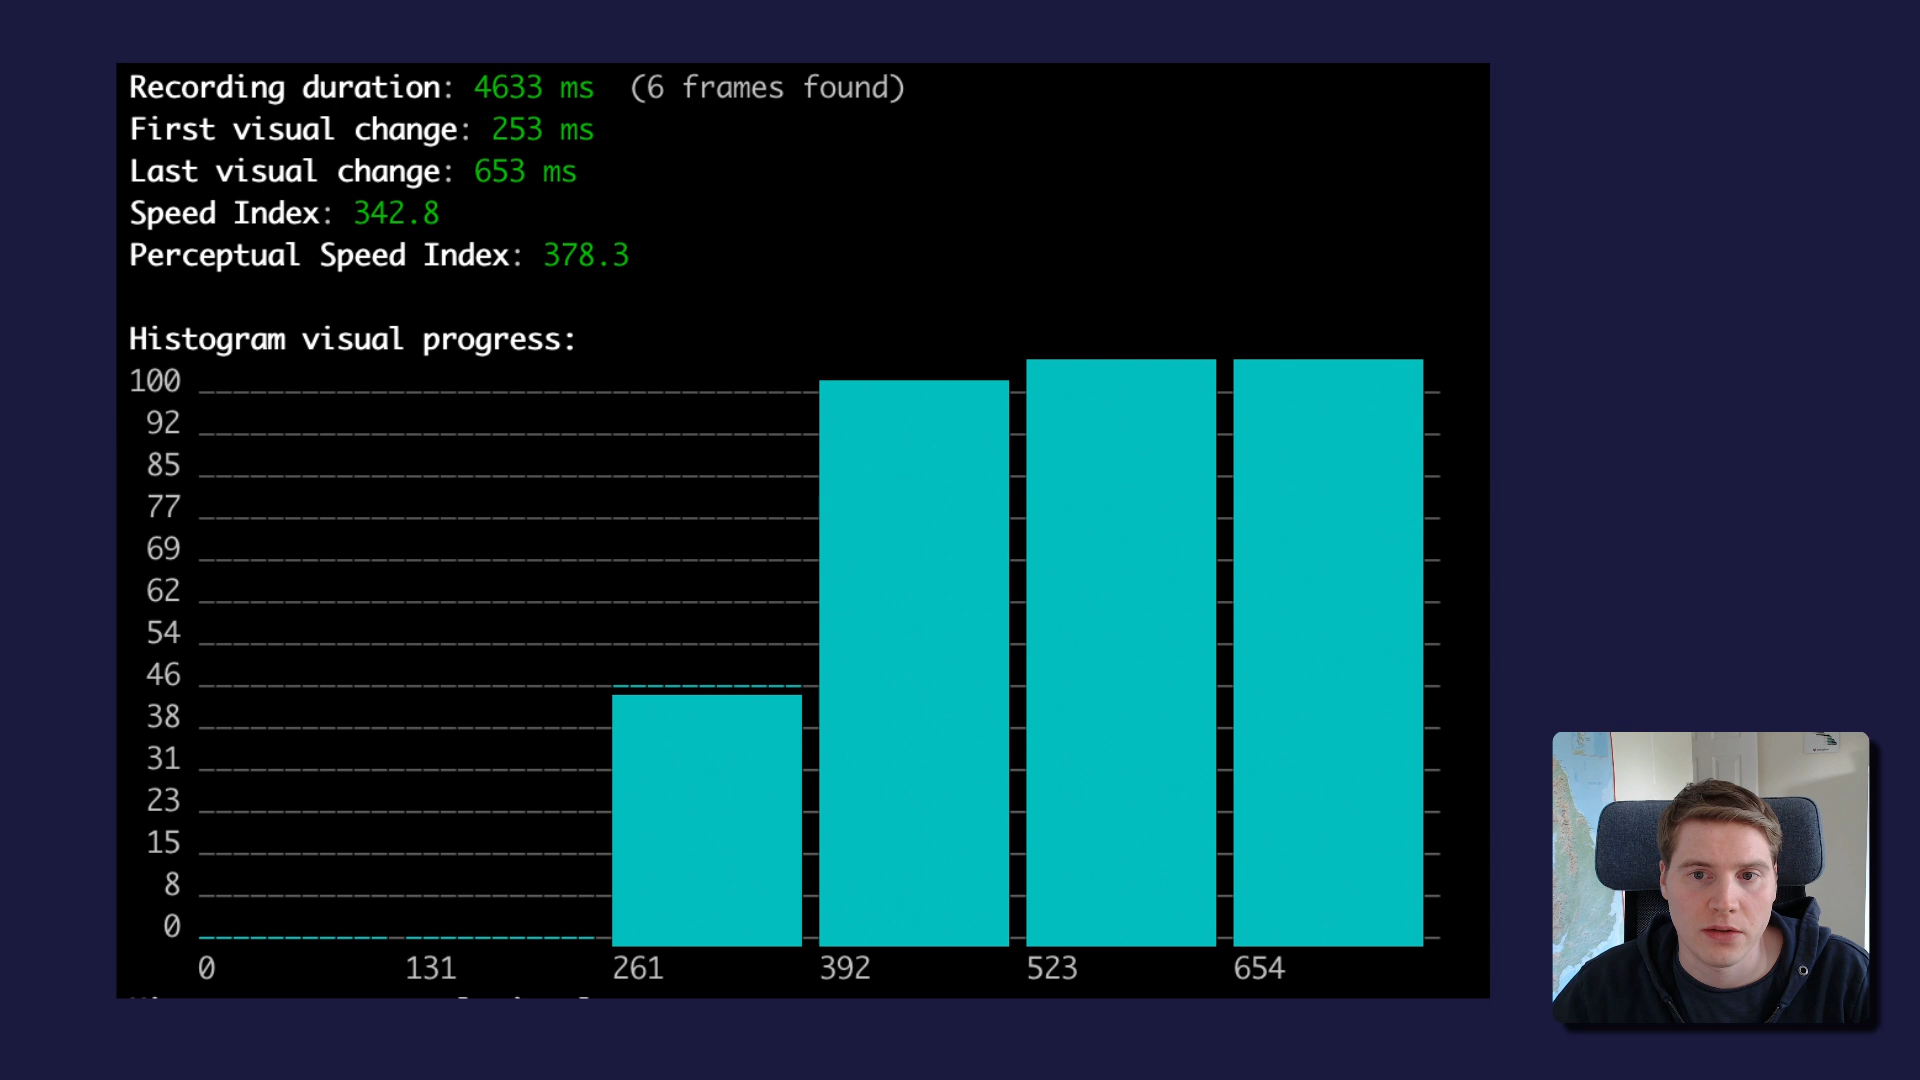 Recording duration: 4633 ms (6 frames found)
First visual change: 253 ms
Last visual change: 653 ms
Speed Index: 342.8
Perceptual Speed Index: 378.3
Histogram visual progress:
100
92
85
77
69
62
54
46
38
31
23
15
8
0
0 131 261 392 523 654